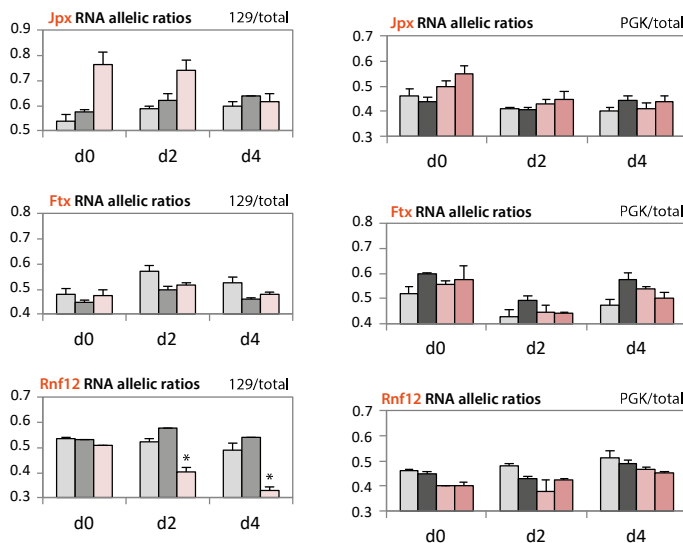 Jpx RNA allelic ratios 129/total
0.9
0.8
0.7
0.6
0.5
d0 d2 d4
Jpx RNA allelic ratios PGK/total
0.7
0.6
0.5
0.4
0.3
d0 d2 d4
Ftx RNA allelic ratios 129/total
0.8
0.7
0.6
0.5
0.4
d0 d2 d4
Ftx RNA allelic ratios PGK/total
0.8
0.7
0.6
0.5
0.4
d0 d2 d4
Rnf12 RNA allelic ratios 129/total
0.7
0.6
0.5
0.4
0.3
* *
d0 d2 d4
Rnf12 RNA allelic ratios PGK/total
0.7
0.6
0.5
0.4
0.3
d0 d2 d4